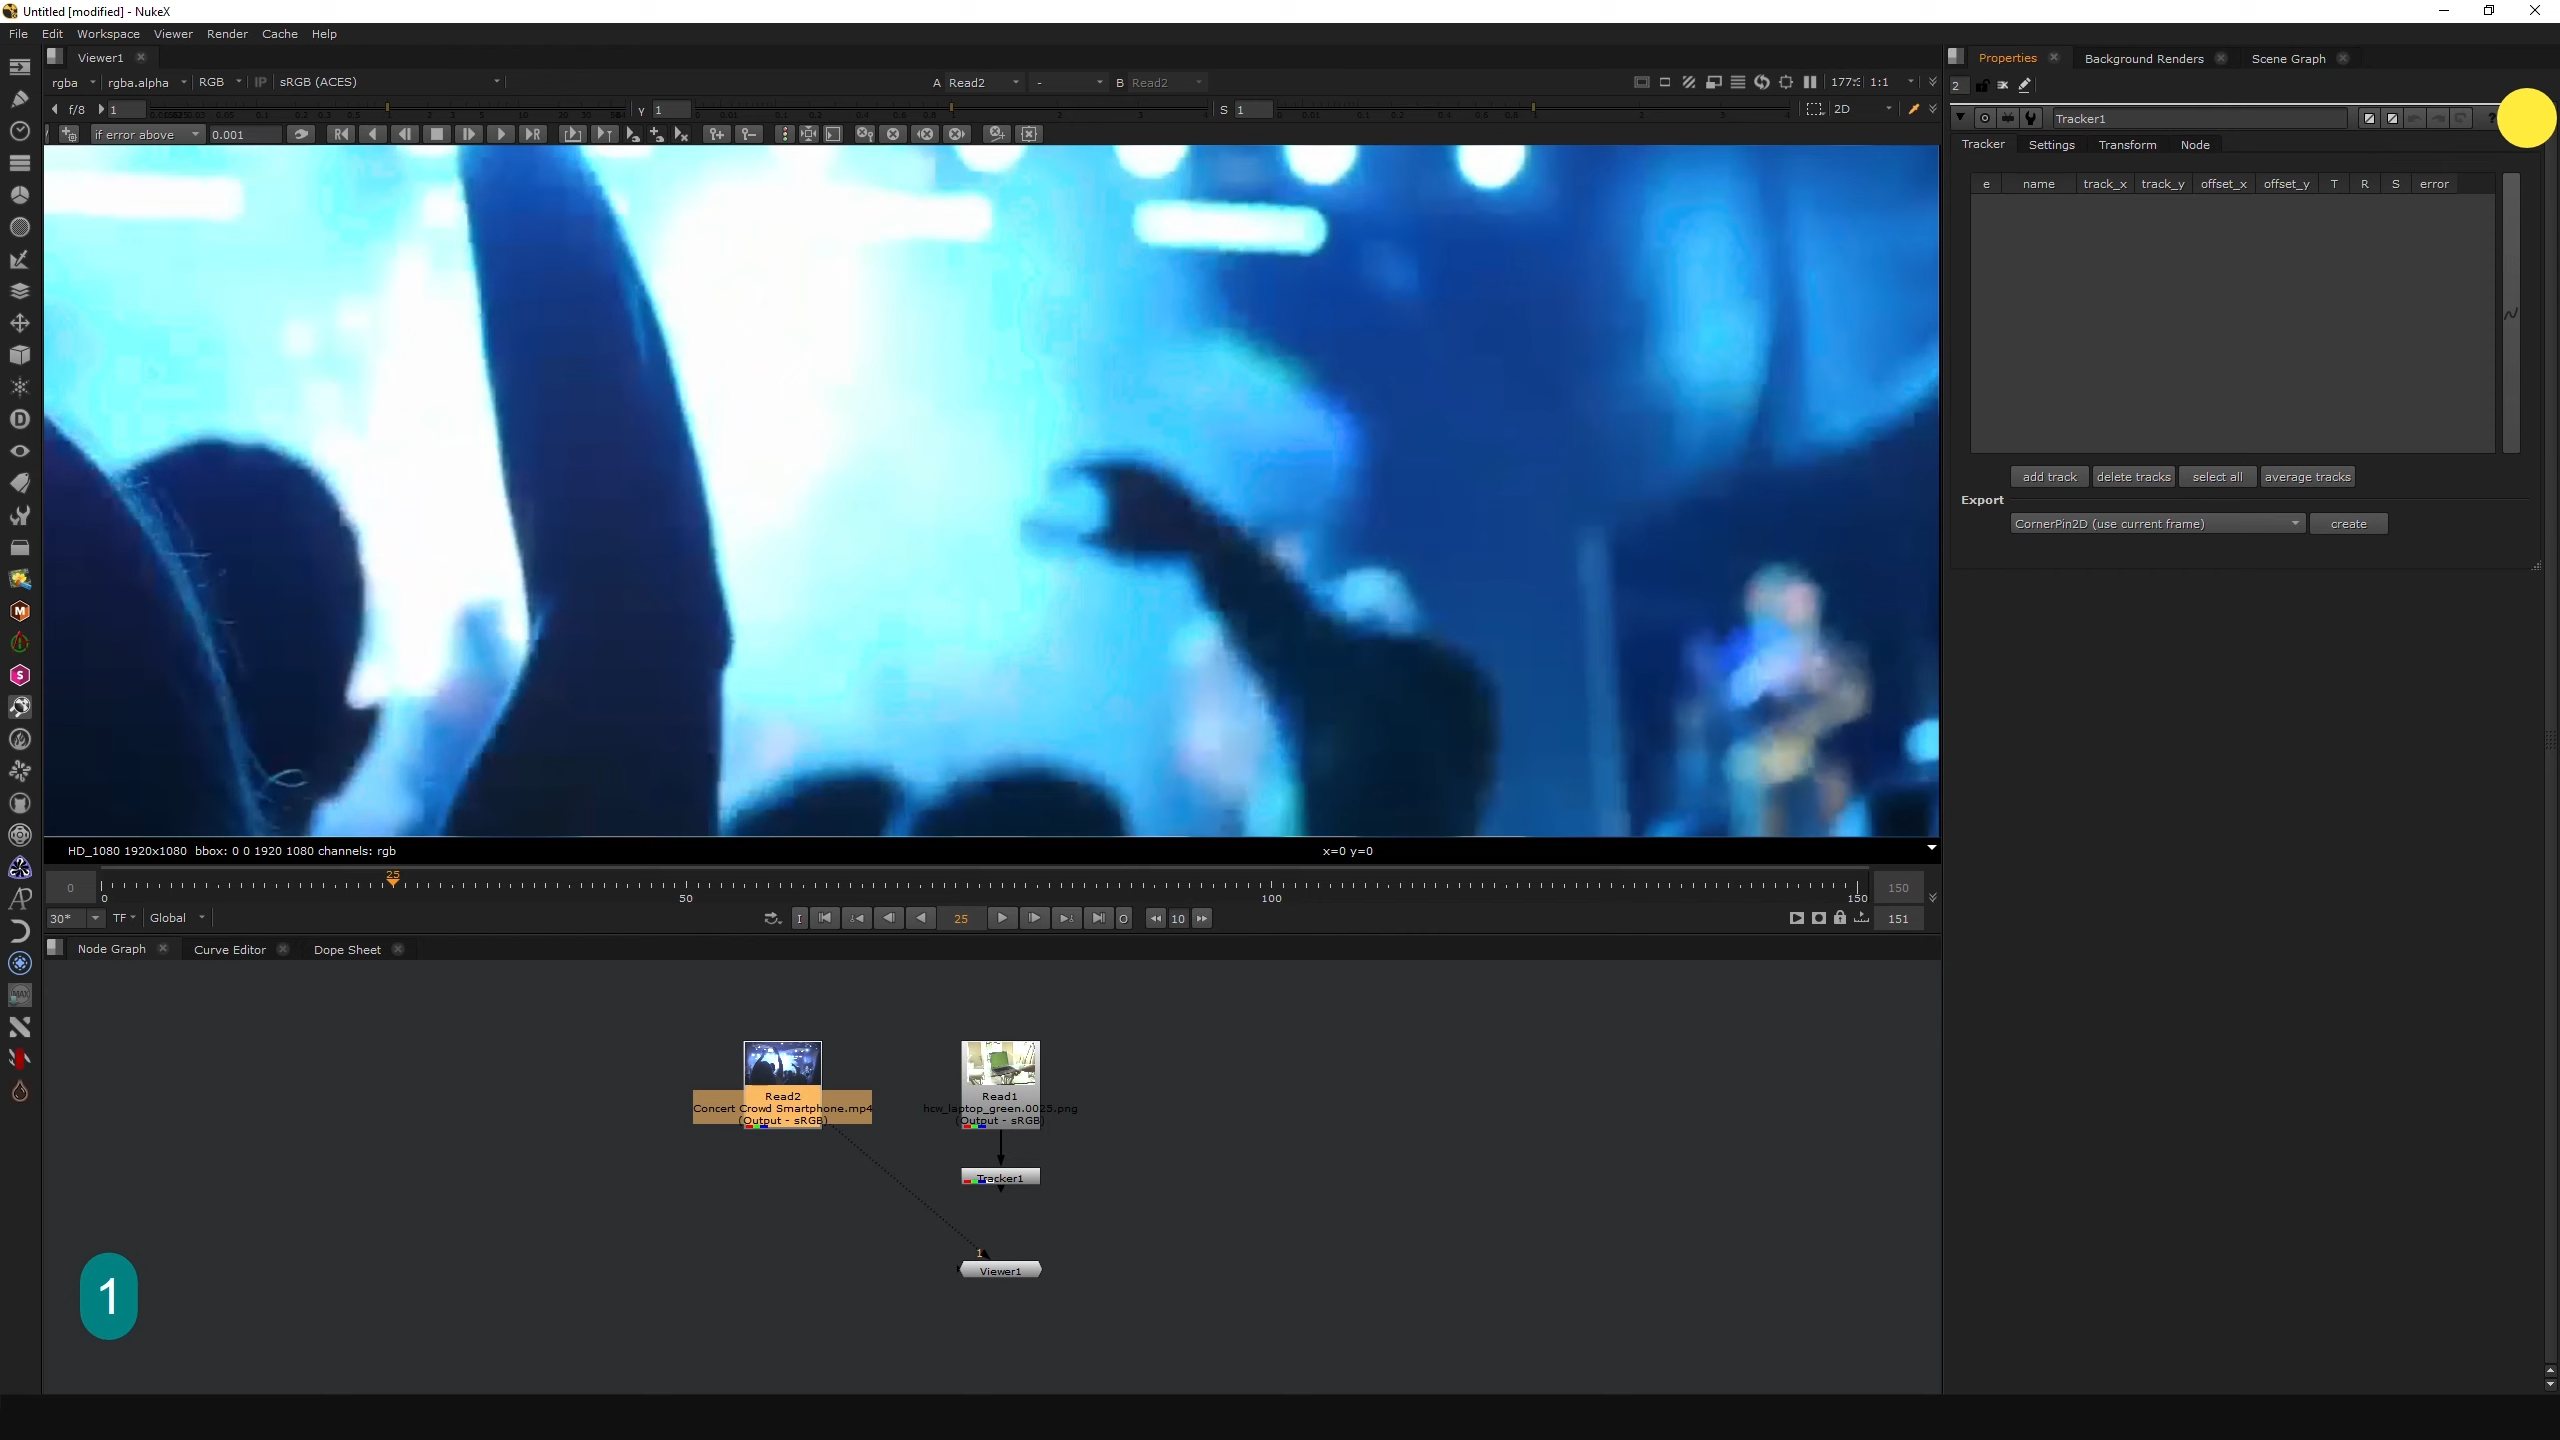 Untitled [modified] - NukeX
File Edit Workspace Viewer Render Cache Help
Viewer1
Properties Background Renders Scene Graph
rgba rgba.alpha RGB IP sRGB (ACES) A Read2 - B Read2 1:1
2
f/8 1 Y 1 S 1 2D
if error above 0.001
Tracker1
Tracker Settings Transform Node
e name track_x track_y offset_x offset_y T R S error
add track delete tracks select all average tracks
Export
CornerPin2D (use current frame) create
HD_1080 1920x1080 bbox: 0 0 1920 1080 channels: rgb x=0 y=0
25
0 150
0 50 100 150
30* TF Global I 25 O 10 151
Node Graph Curve Editor Dope Sheet
Read2
Concert Crowd Smartphone.mp4
(Output - sRGB)
Read1
hcw_laptop_green.0025.png
(Output - sRGB)
Tracker1
1
Viewer1
1